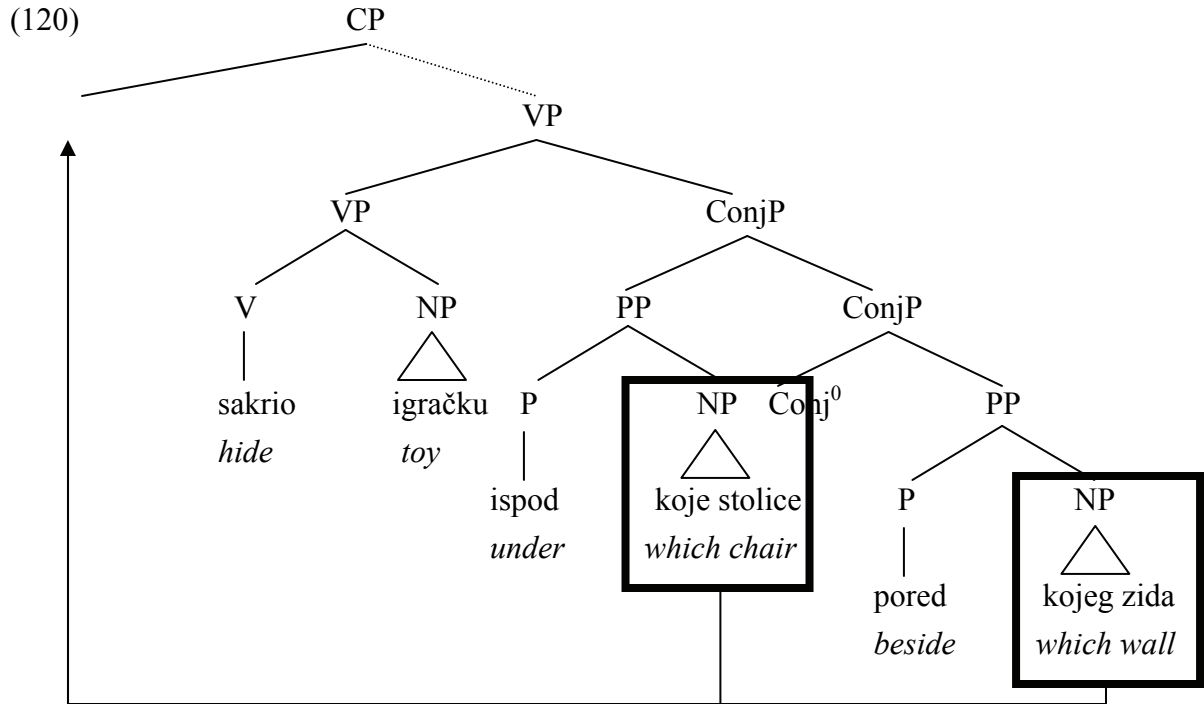 (120) CP
VP
VP ConjP
V NP PP ConjP
sakrio igračku P NP Conj⁰ PP
hide toy
ispod koje stolice P NP
under which chair
pored kojeg zida
beside which wall